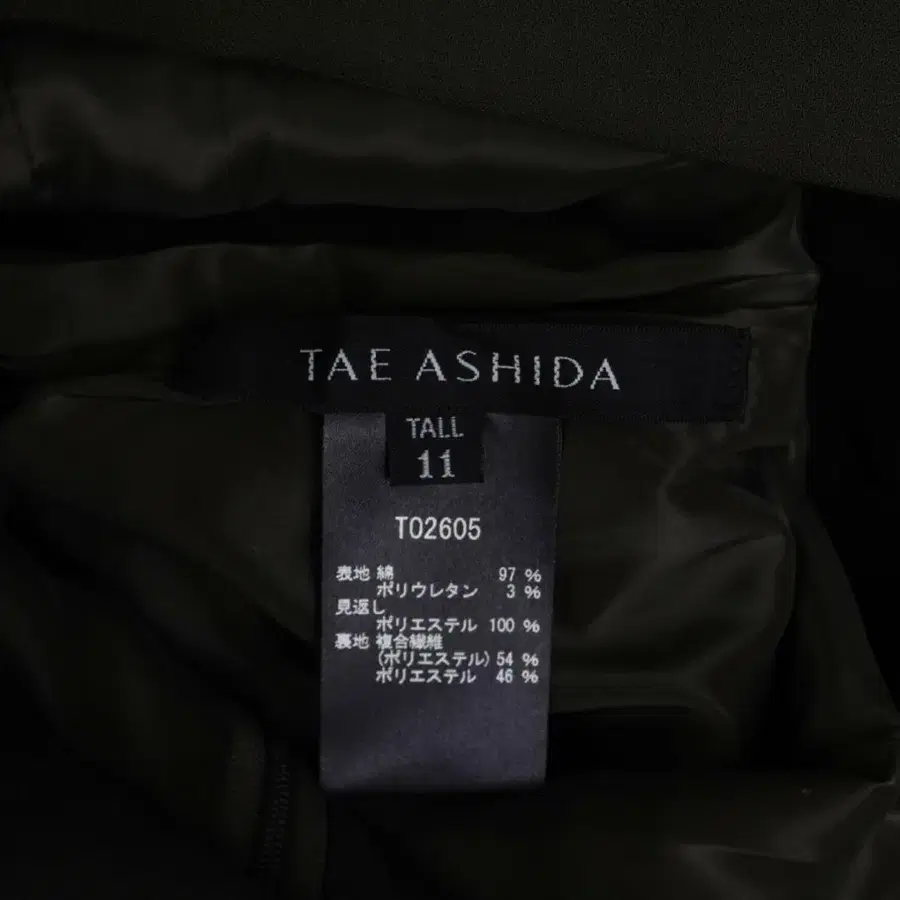 TAE ASHIDA
TALL
11
T02605
表地 綿 97 %
ポリウレタン 3 %
見返し
ポリエステル 100 %
裏地 複合繊維
(ポリエステル) 54 %
ポリエステル 46 %